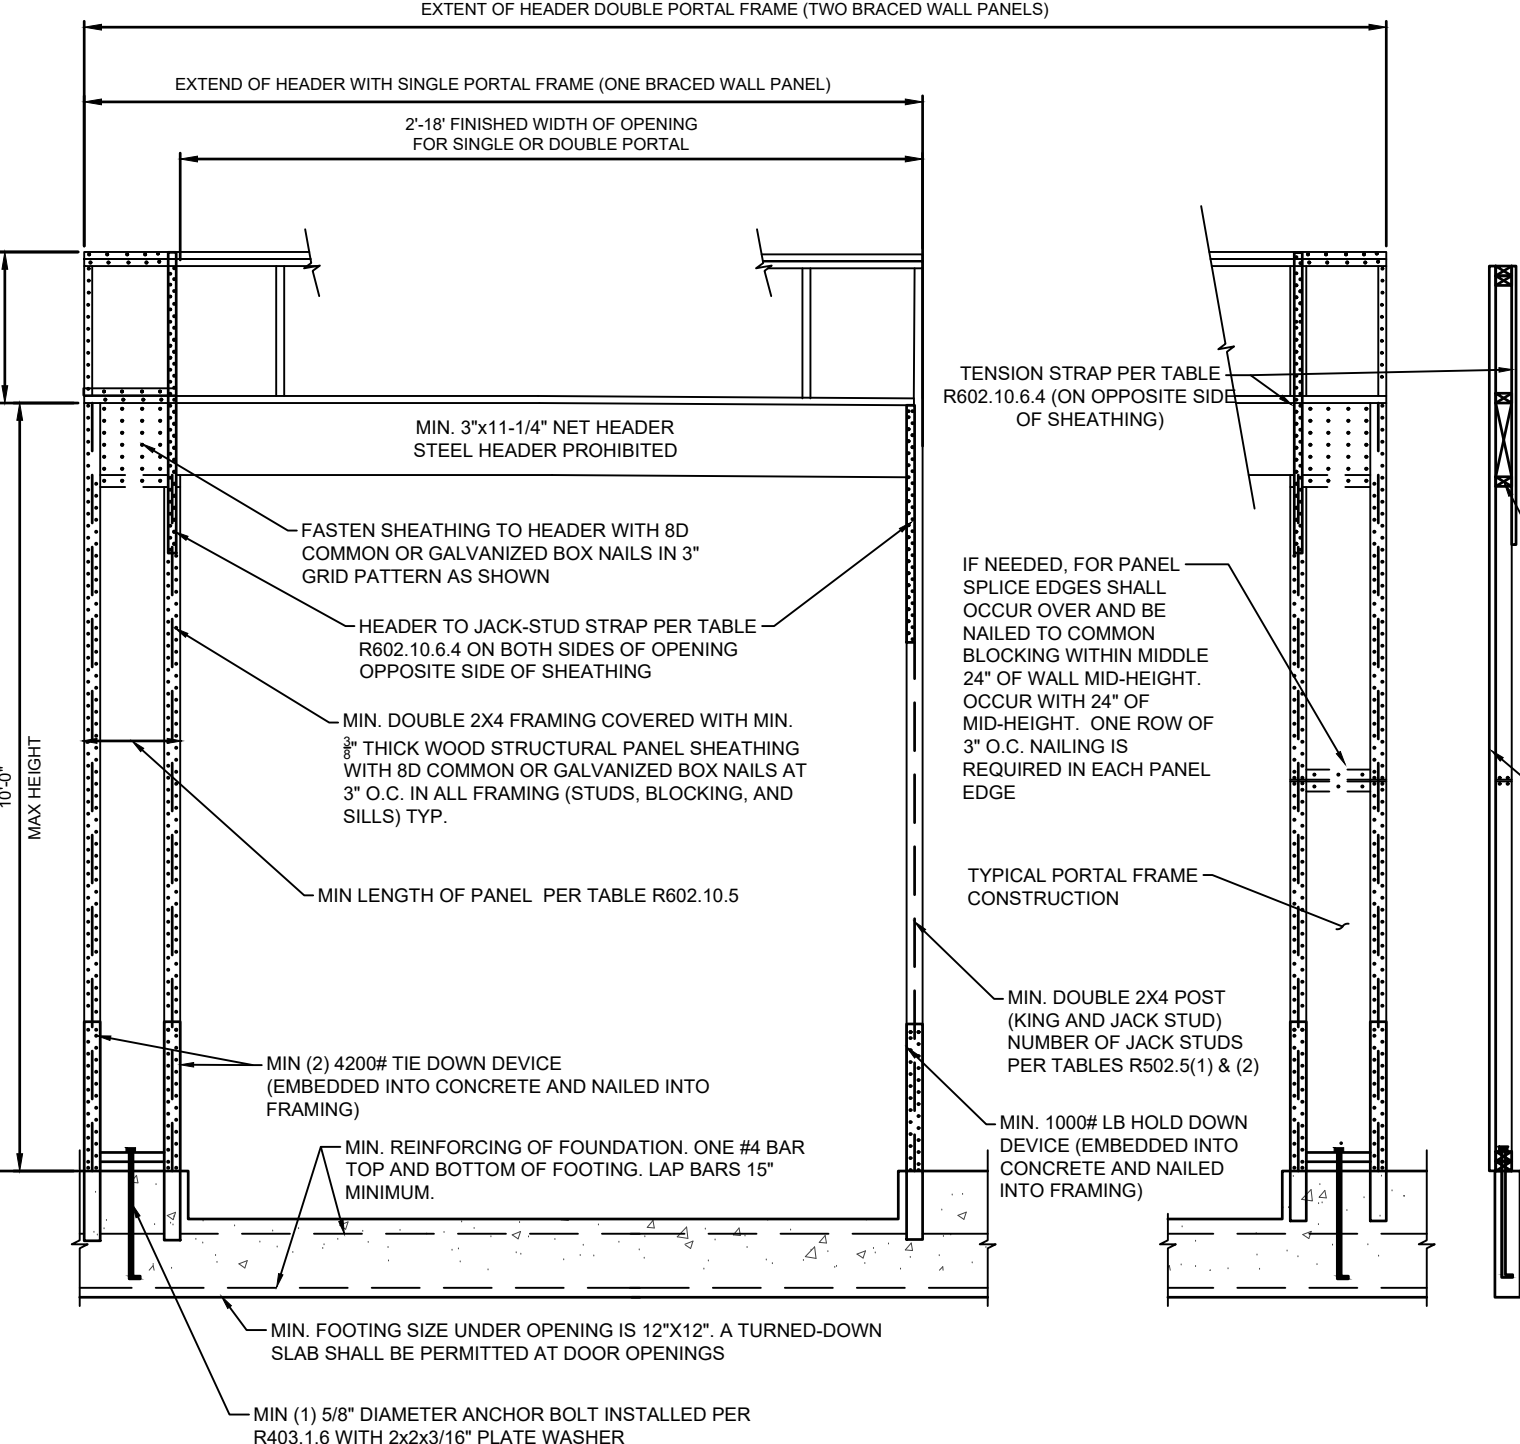 EXTENT OF HEADER DOUBLE PORTAL FRAME (TWO BRACED WALL PANELS)
EXTEND OF HEADER WITH SINGLE PORTAL FRAME (ONE BRACED WALL PANEL)
2'-18' FINISHED WIDTH OF OPENING
FOR SINGLE OR DOUBLE PORTAL
TENSION STRAP PER TABLE
R602.10.6.4 (ON OPPOSITE SIDE
OF SHEATHING)
MIN. 3"x11-1/4" NET HEADER
STEEL HEADER PROHIBITED
FASTEN SHEATHING TO HEADER WITH 8D
COMMON OR GALVANIZED BOX NAILS IN 3"
GRID PATTERN AS SHOWN
HEADER TO JACK-STUD STRAP PER TABLE
R602.10.6.4 ON BOTH SIDES OF OPENING
OPPOSITE SIDE OF SHEATHING
IF NEEDED, FOR PANEL
SPLICE EDGES SHALL
OCCUR OVER AND BE
NAILED TO COMMON
BLOCKING WITHIN MIDDLE
24" OF WALL MID-HEIGHT.
OCCUR WITH 24" OF
MID-HEIGHT. ONE ROW OF
3" O.C. NAILING IS
REQUIRED IN EACH PANEL
EDGE
MIN. DOUBLE 2X4 FRAMING COVERED WITH MIN.
3/8" THICK WOOD STRUCTURAL PANEL SHEATHING
WITH 8D COMMON OR GALVANIZED BOX NAILS AT
3" O.C. IN ALL FRAMING (STUDS, BLOCKING, AND
SILLS) TYP.
10'-0"
MAX HEIGHT
MIN LENGTH OF PANEL PER TABLE R602.10.5
TYPICAL PORTAL FRAME
CONSTRUCTION
MIN. DOUBLE 2X4 POST
(KING AND JACK STUD)
NUMBER OF JACK STUDS
PER TABLES R502.5(1) & (2)
MIN (2) 4200# TIE DOWN DEVICE
(EMBEDDED INTO CONCRETE AND NAILED INTO
FRAMING)
MIN. 1000# LB HOLD DOWN
DEVICE (EMBEDDED INTO
CONCRETE AND NAILED
INTO FRAMING)
MIN. REINFORCING OF FOUNDATION. ONE #4 BAR
TOP AND BOTTOM OF FOOTING. LAP BARS 15"
MINIMUM.
MIN. FOOTING SIZE UNDER OPENING IS 12"X12". A TURNED-DOWN
SLAB SHALL BE PERMITTED AT DOOR OPENINGS
MIN (1) 5/8" DIAMETER ANCHOR BOLT INSTALLED PER
R403.1.6 WITH 2x2x3/16" PLATE WASHER